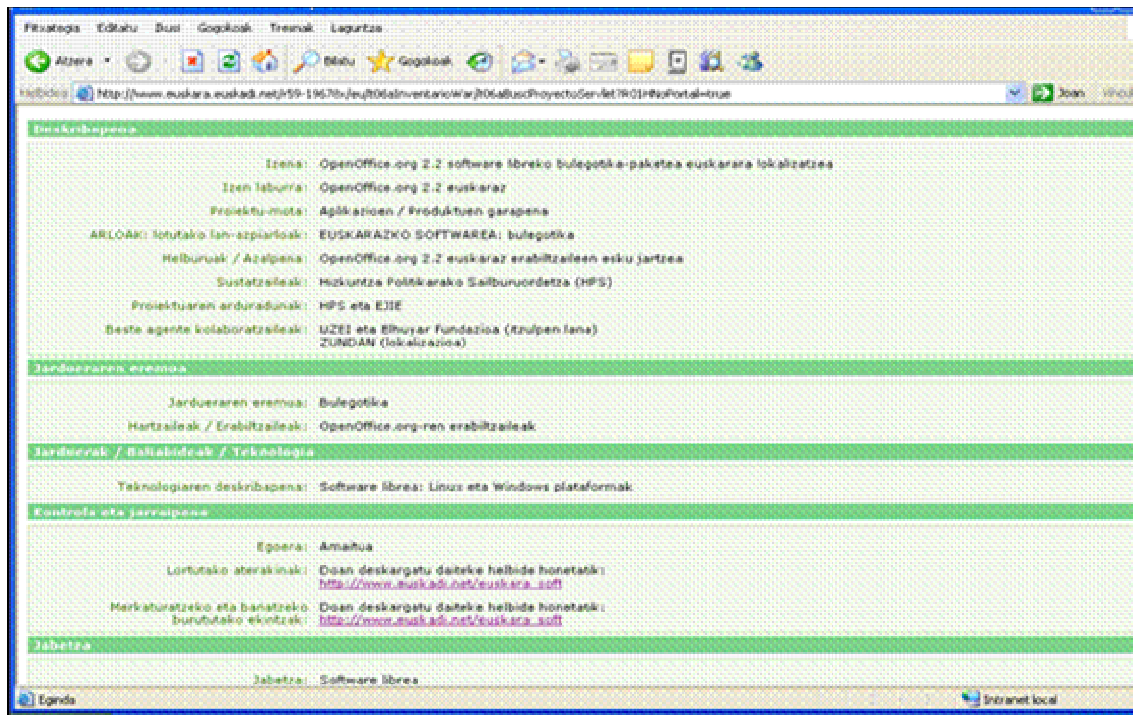 Fitxategia Editatu Ikusi Gogokoak Tresnak Laguntza
Atzera Bilatu Gogokoak
Helbidea http://www.euskara.euskadi.net/r59-19678x/eu/t06aInventarioWar/t06aBuscProyectoServlet?R01HNoPortal=true Joan
Deskribapena
Izena: OpenOffice.org 2.2 software libreko bulegotika-paketea euskarara lokalizatzea
Izen laburra: OpenOffice.org 2.2 euskaraz
Proiektu-mota: Aplikazioen / Produktuen garapena
ARLOAK: lotutako lan-azpiarloak: EUSKARAZKO SOFTWAREA: bulegotika
Helburuak / Azalpena: OpenOffice.org 2.2 euskaraz erabiltzaileen esku jartzea
Sustatzaileak: Hizkuntza Politikarako Sailburuordetza (HPS)
Proiektuaren arduradunak: HPS eta EJIE
Beste agente kolaboratzaileak: UZEI eta Elhuyar Fundazioa (itzulpen lana)
ZUNDAN (lokalizazioa)
Jardueraren eremua
Jardueraren eremua: Bulegotika
Hartzaileak / Erabiltzaileak: OpenOffice.org-ren erabiltzaileak
Jarduerak / Baliabideak / Teknologia
Teknologiaren deskribapena: Software librea: Linux eta Windows plataformak
Kontrola eta jarraipena
Egoera: Amaitua
Lortutako aterakinak: Doan deskargatu daiteke helbide honetatik:
http://www.euskadi.net/euskara_soft
Merkaturatzeko eta banatzeko Doan deskargatu daiteke helbide honetatik:
burututako ekintzak: http://www.euskadi.net/euskara_soft
Jabetza
Jabetza: Software librea
Eginda Intranet local